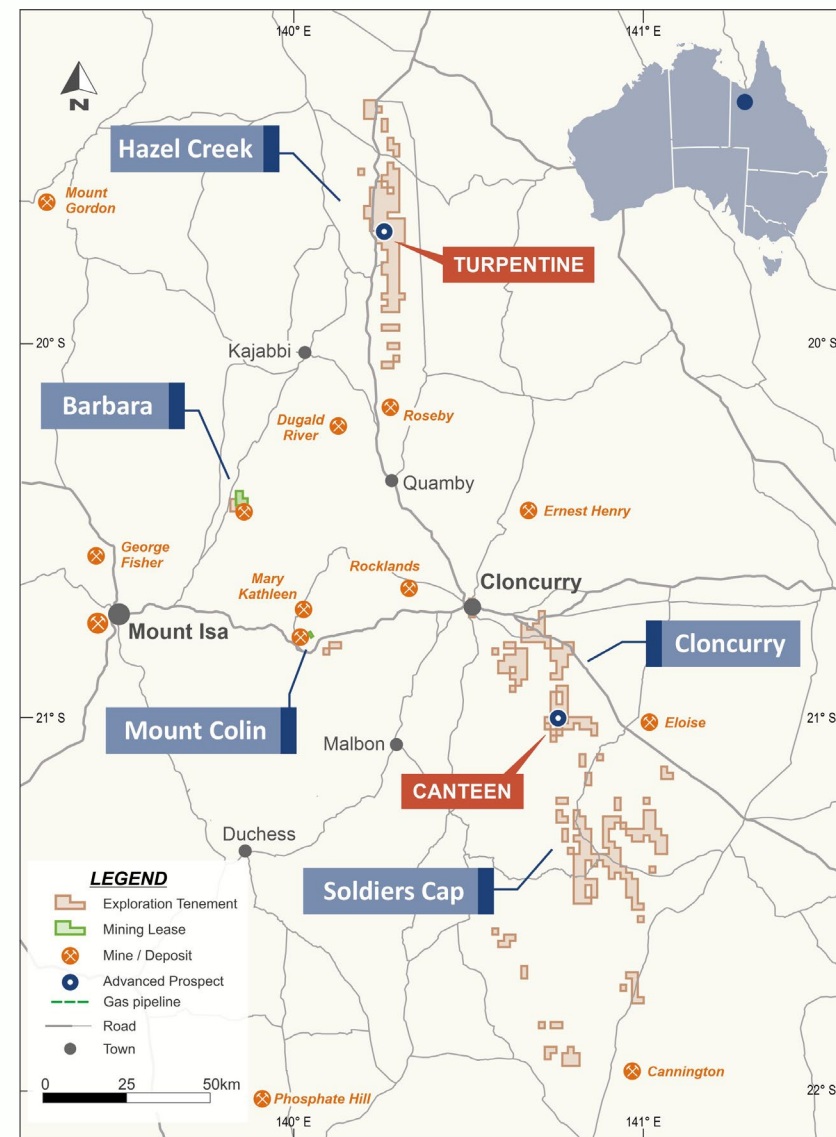 140° E
141° E
N
Hazel Creek
Mount
Gordon
TURPENTINE
20° S
20° S
Kajabbi
Barbara
Dugald
River
Roseby
Quamby
Ernest Henry
George
Fisher
Mary
Kathleen
Rocklands
Cloncurry
Mount Isa
Cloncurry
21° S
21° S
Mount Colin
Eloise
Malbon
CANTEEN
Duchess
Soldiers Cap
LEGEND
Exploration Tenement
Mining Lease
Mine / Deposit
Advanced Prospect
Gas pipeline
Road
Town
0 25 50km
Cannington
Phosphate Hill
22° S
140° E
141° E